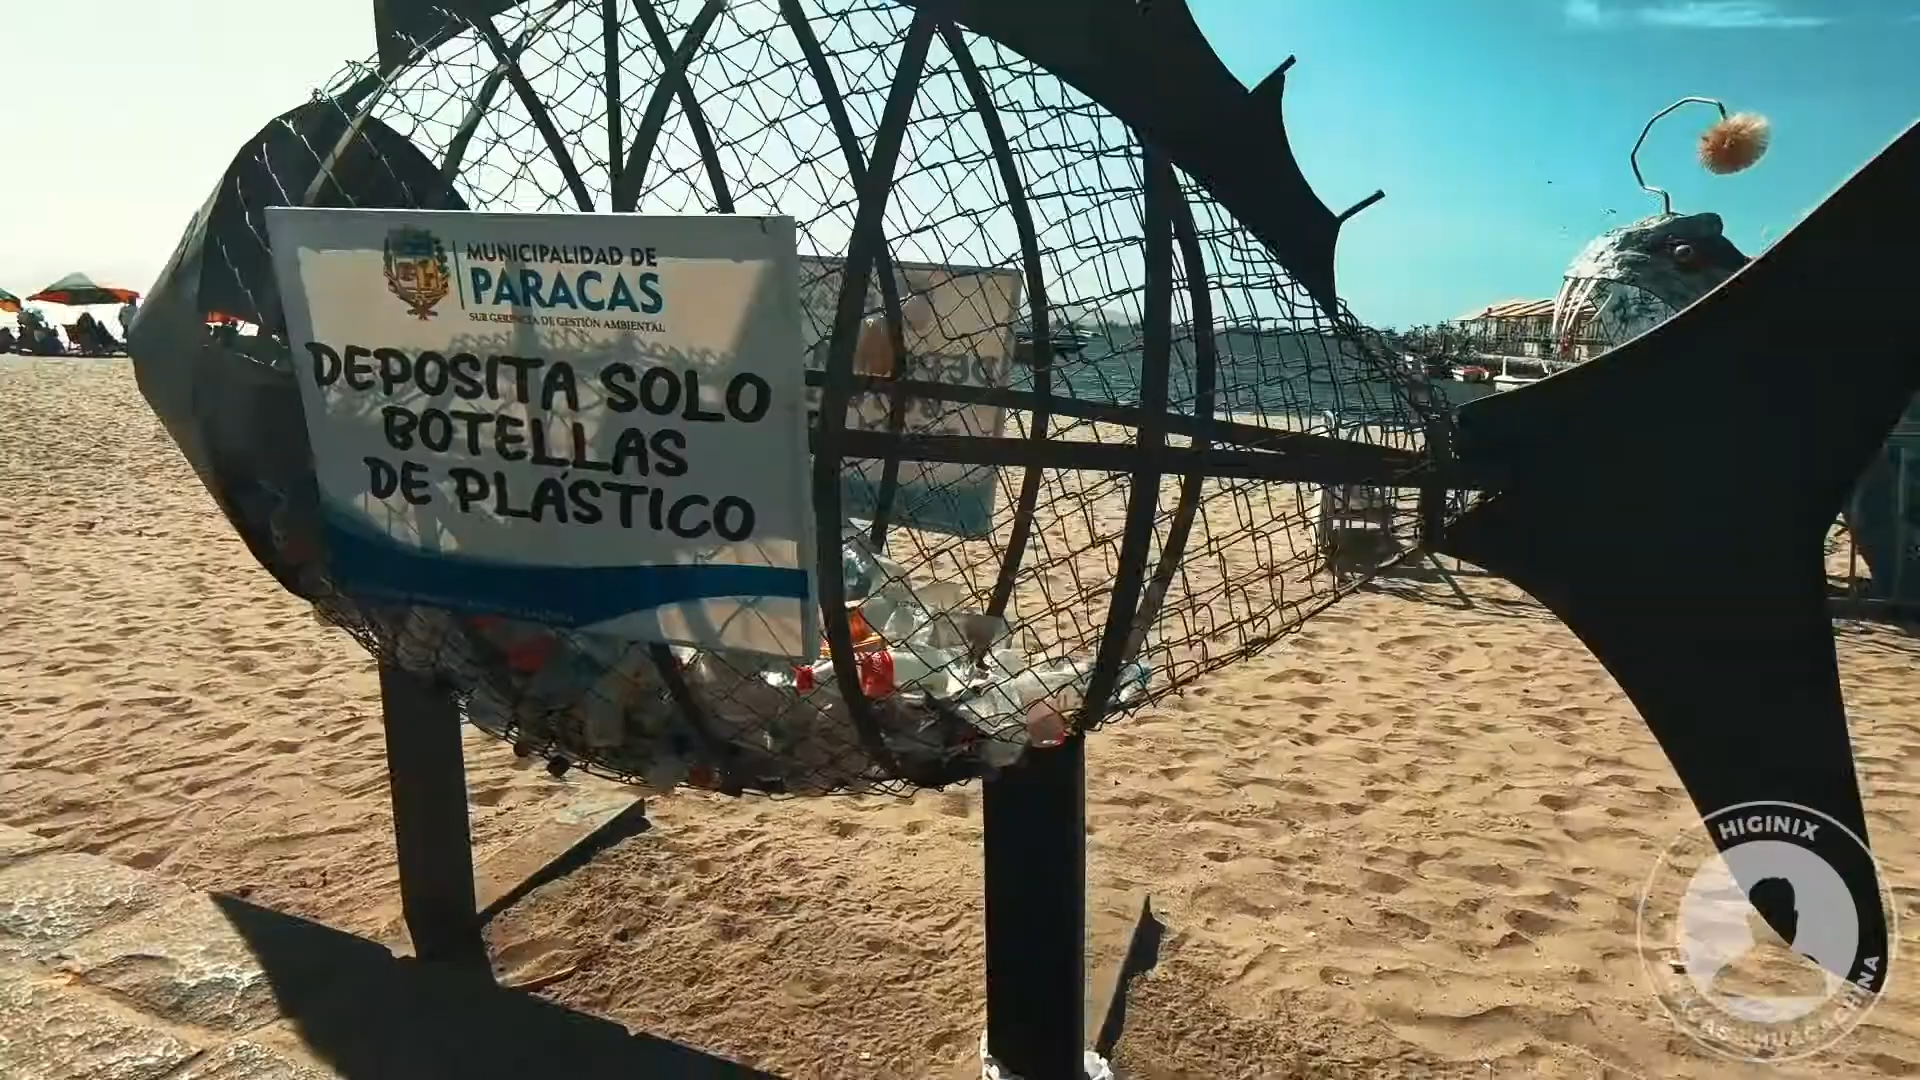 MUNICIPALIDAD DE
PARACAS
SUB GERENCIA DE GESTIÓN AMBIENTAL
DEPOSITA SOLO
BOTELLAS
DE PLÁSTICO
HIGINIX